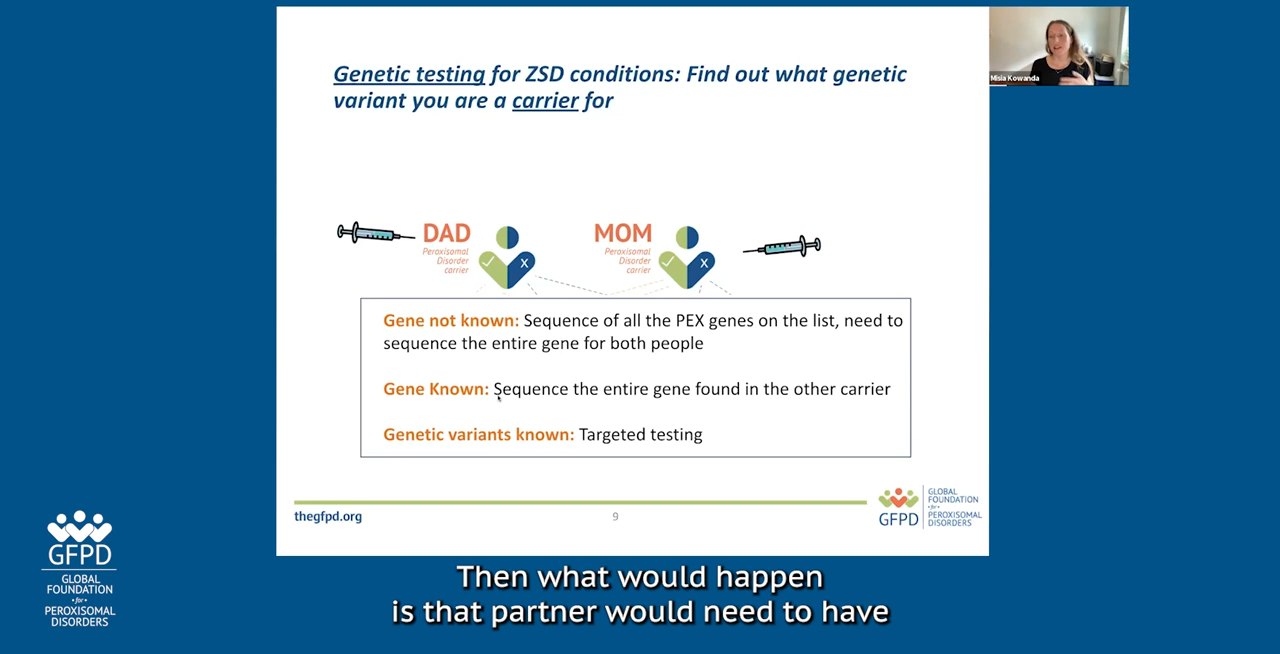 Genetic testing for ZSD conditions: Find out what genetic
variant you are a carrier for
Misia Kowanda
DAD
Peroxisomal
Disorder
carrier
X
MOM
Peroxisomal
Disorder
carrier
X
Gene not known: Sequence of all the PEX genes on the list, need to
sequence the entire gene for both people
Gene Known: Sequence the entire gene found in the other carrier
Genetic variants known: Targeted testing
thegfpd.org
9
GFPD
GLOBAL
FOUNDATION
for
PEROXISOMAL
DISORDERS
GFPD
GLOBAL
FOUNDATION
for
PEROXISOMAL
DISORDERS
Then what would happen
is that partner would need to have